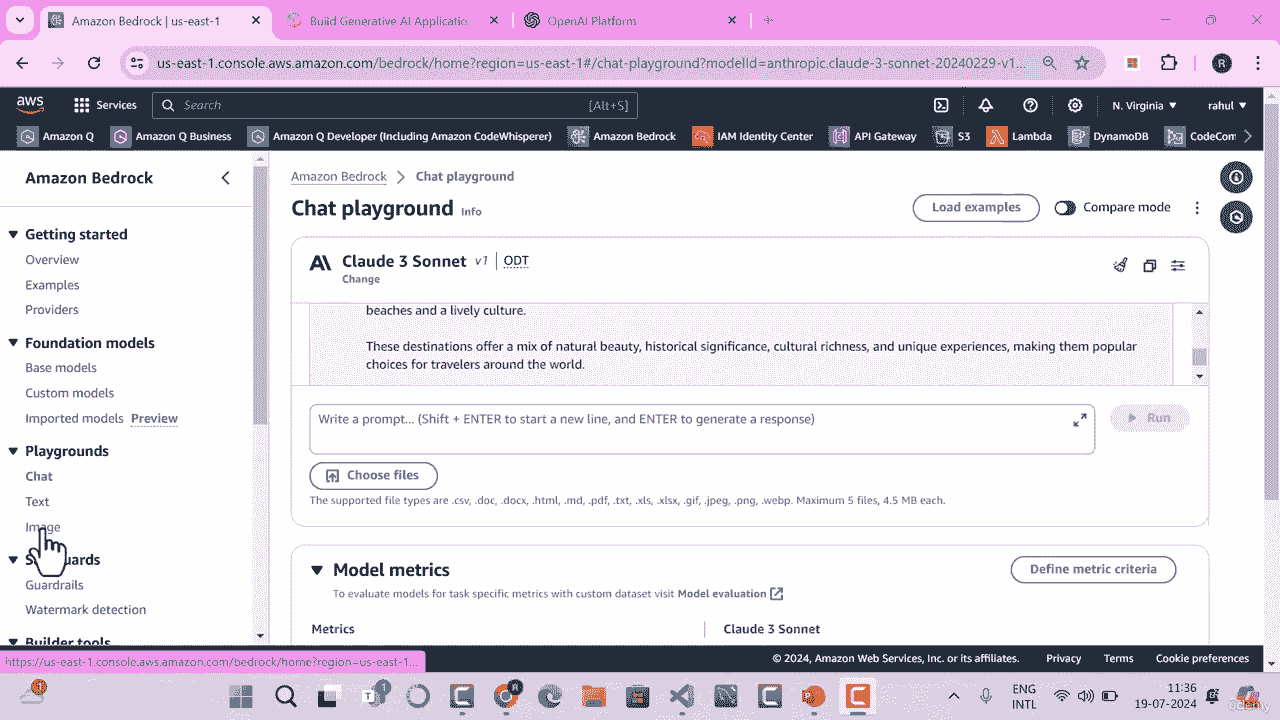 Amazon Bedrock | us-east-1
Build Generative AI Application
OpenAI Platform
us-east-1.console.aws.amazon.com/bedrock/home?region=us-east-1#/chat-playground?modelId=anthropic.claude-3-sonnet-20240229-v1...
R
aws
Services
Search
[Alt+S]
N. Virginia
rahul
Amazon Q
Amazon Q Business
Amazon Q Developer (Including Amazon CodeWhisperer)
Amazon Bedrock
IAM Identity Center
API Gateway
S3
Lambda
DynamoDB
CodeCom
Amazon Bedrock
Getting started
Overview
Examples
Providers
Foundation models
Base models
Custom models
Imported models Preview
Playgrounds
Chat
Text
Image
Guardrails
Watermark detection
Builder tools
Amazon Bedrock > Chat playground
Chat playground Info
Load examples
Compare mode
Claude 3 Sonnet v1 | ODT
Change
beaches and a lively culture.
These destinations offer a mix of natural beauty, historical significance, cultural richness, and unique experiences, making them popular
choices for travelers around the world.
Write a prompt... (Shift + ENTER to start a new line, and ENTER to generate a response)
Run
Choose files
The supported file types are .csv, .doc, .docx, .html, .md, .pdf, .txt, .xls, .xlsx, .gif, .jpeg, .png, .webp. Maximum 5 files, 4.5 MB each.
Model metrics
Define metric criteria
To evaluate models for task specific metrics with custom dataset visit Model evaluation
Metrics
Claude 3 Sonnet
https://us-east-1.console.aws.amazon.com/bedrock/home?region=us-east-1...
© 2024, Amazon Web Services, Inc. or its affiliates.
Privacy
Terms
Cookie preferences
ENG
INTL
11:36
19-07-2024